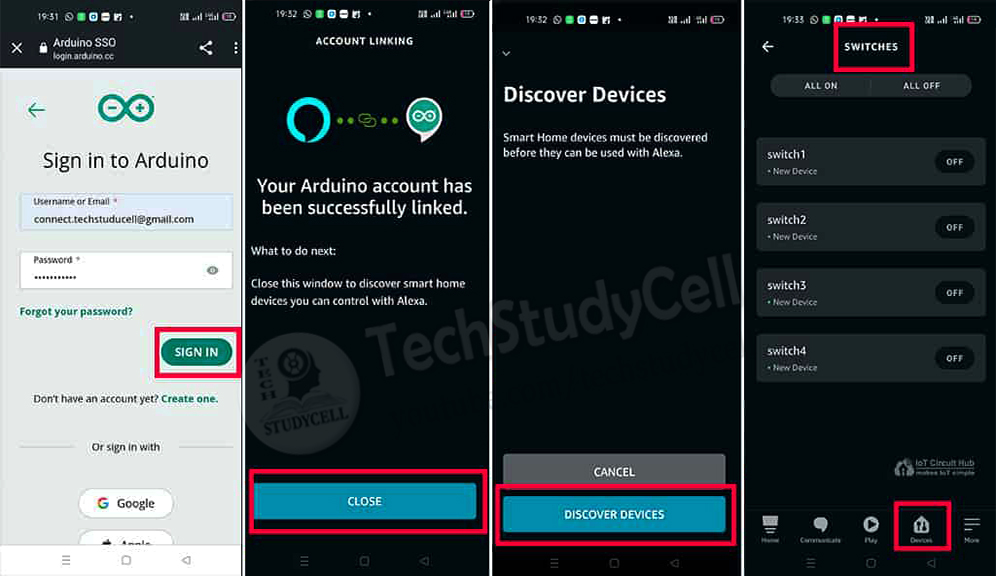 19:31
Arduino SSO
login.arduino.cc
Sign in to Arduino
Username or Email *
connect.techstuducell@gmail.com
Password *
•••••••••••
Forgot your password?
SIGN IN
Don't have an account yet? Create one.
Or sign in with
Google
Apple
19:32
ACCOUNT LINKING
Your Arduino account has
been successfully linked.
What to do next:
Close this window to discover smart home
devices you can control with Alexa.
TECH
STUDYCELL
CLOSE
19:32
Discover Devices
Smart Home devices must be discovered
before they can be used with Alexa.
TechStudyCell
CANCEL
DISCOVER DEVICES
19:33
SWITCHES
ALL ON
ALL OFF
switch1
• New Device
OFF
switch2
• New Device
OFF
switch3
• New Device
OFF
switch4
• New Device
OFF
IoT Circuit Hub
makes IoT simple
Home
Communicate
Play
Devices
More